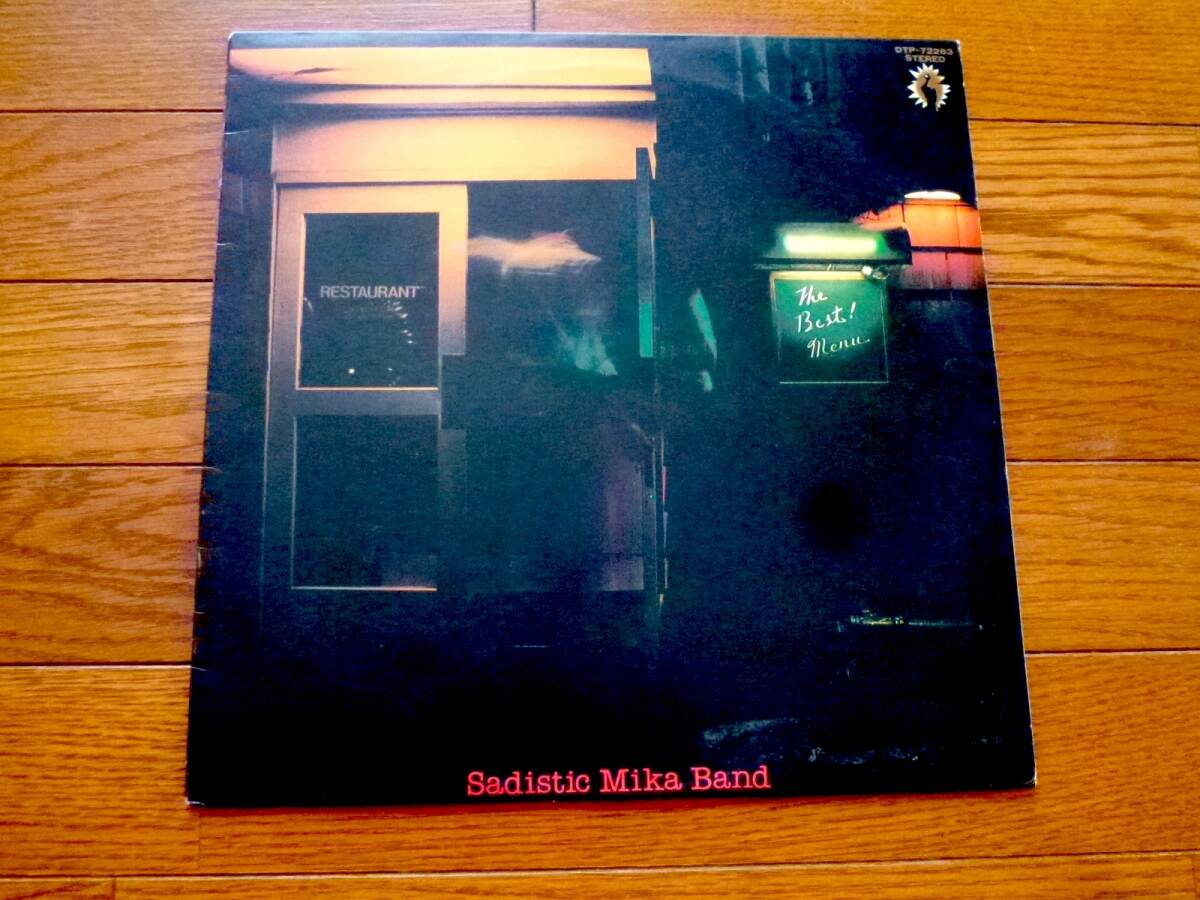 DTP-72263
STEREO
RESTAURANT
The
Best!
Menu
Sadistic Mika Band